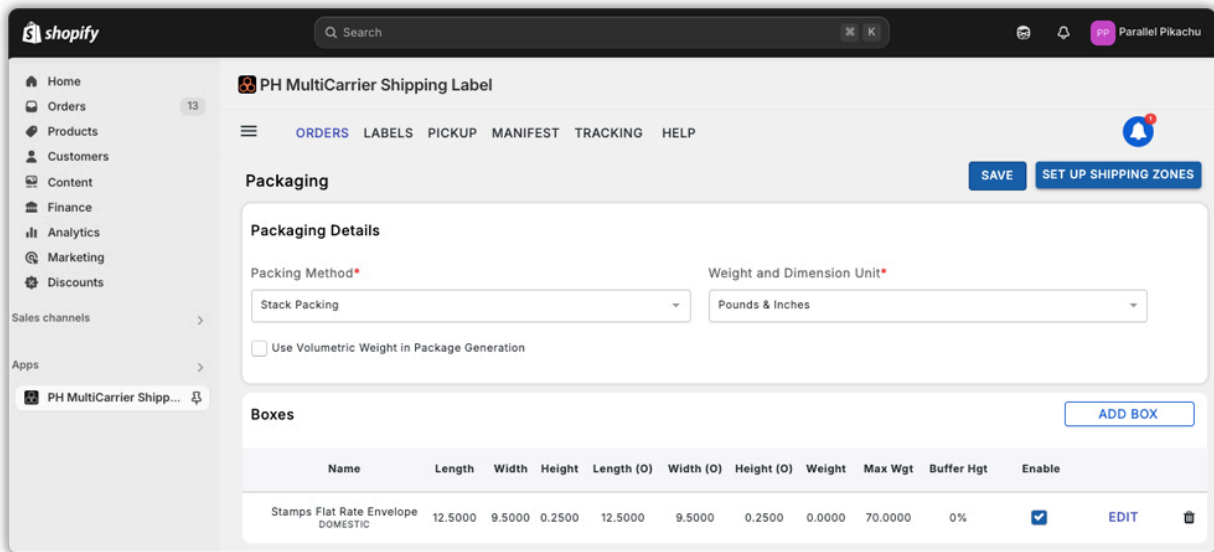 shopify
Search
⌘ K
PP
Parallel Pikachu
Home
Orders 13
Products
Customers
Content
Finance
Analytics
Marketing
Discounts
Sales channels
Apps
PH MultiCarrier Shipp...
PH MultiCarrier Shipping Label
ORDERS LABELS PICKUP MANIFEST TRACKING HELP
1
Packaging
SAVE
SET UP SHIPPING ZONES
Packaging Details
Packing Method* Weight and Dimension Unit*
Stack Packing Pounds & Inches
Use Volumetric Weight in Package Generation
Boxes
ADD BOX
Name Length Width Height Length (O) Width (O) Height (O) Weight Max Wgt Buffer Hgt Enable
Stamps Flat Rate Envelope
DOMESTIC
12.5000 9.5000 0.2500 12.5000 9.5000 0.2500 0.0000 70.0000 0% EDIT